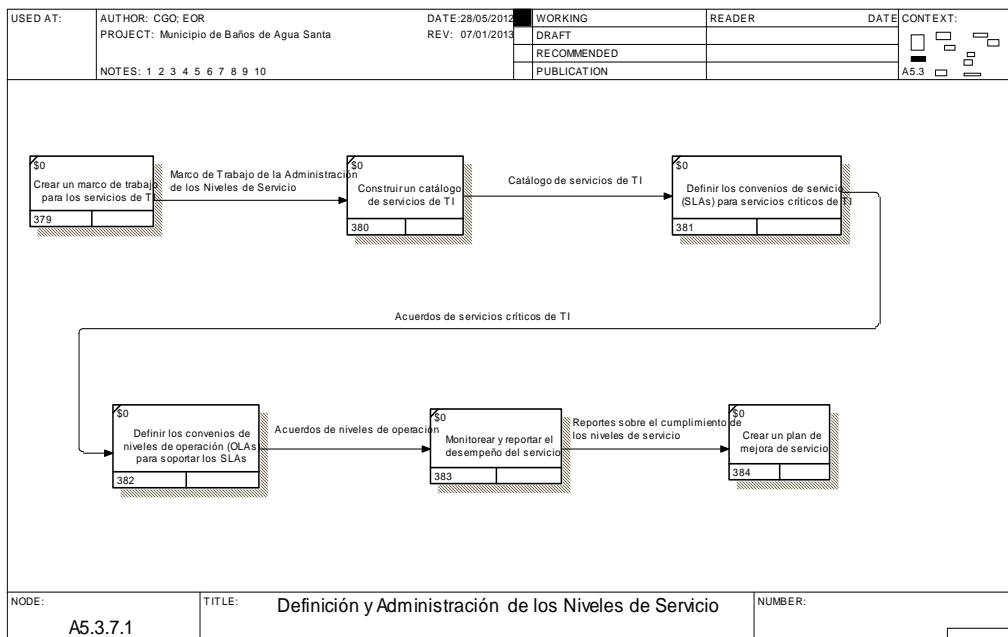 USED AT:
AUTHOR: CGO; EOR
DATE:28/05/2012
PROJECT: Municipio de Baños de Agua Santa
REV: 07/01/2013
NOTES: 1 2 3 4 5 6 7 8 9 10
WORKING
DRAFT
RECOMMENDED
PUBLICATION
READER
DATE
CONTEXT:
A5.3
$0
Crear un marco de trabajo
para los servicios de TI
379
Marco de Trabajo de la Administración
de los Niveles de Servicio
$0
Construir un catálogo
de servicios de TI
380
Catálogo de servicios de TI
$0
Definir los convenios de servicio
(SLAs) para servicios críticos de TI
381
Acuerdos de servicios críticos de TI
$0
Definir los convenios de
niveles de operación (OLAs
para soportar los SLAs
382
Acuerdos de niveles de operación
$0
Monitorear y reportar el
desempeño del servicio
383
Reportes sobre el cumplimiento de
los niveles de servicio
$0
Crear un plan de
mejora de servicio
384
NODE:
A5.3.7.1
TITLE:
Definición y Administración de los Niveles de Servicio
NUMBER: